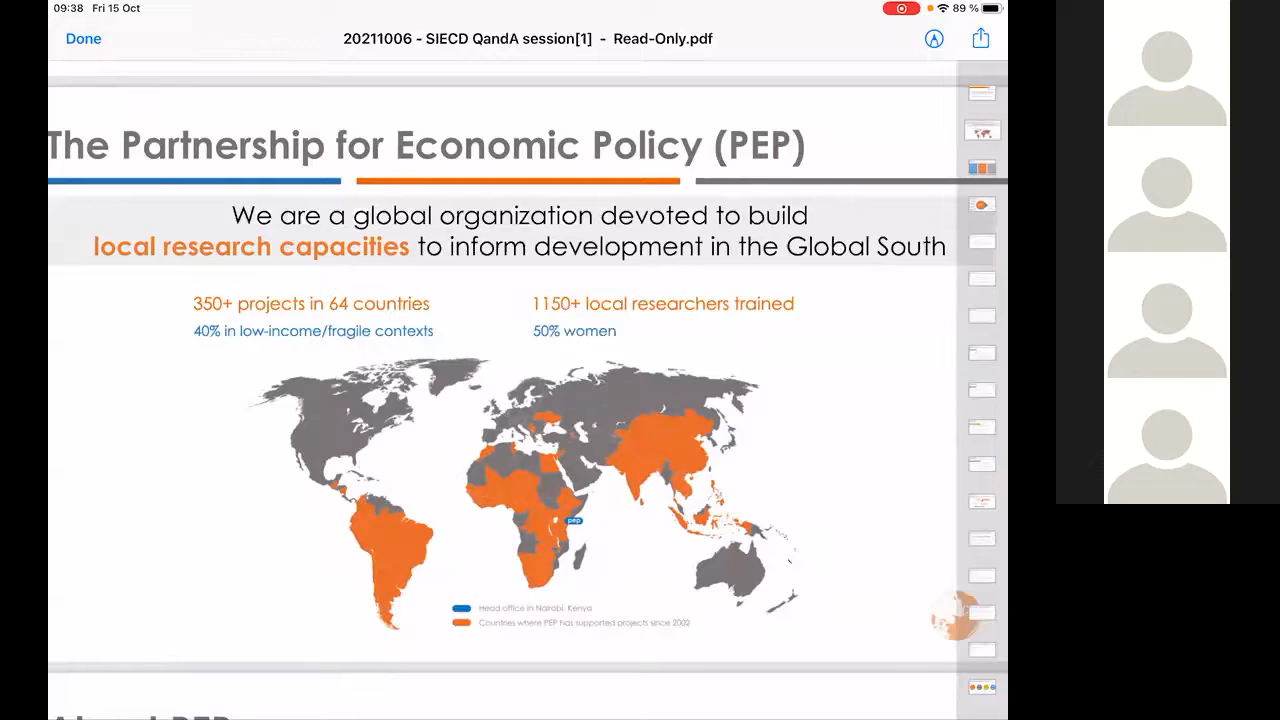 09:38 Fri 15 Oct
89 %
Done
20211006 - SIECD QandA session[1] - Read-Only.pdf
The Partnership for Economic Policy (PEP)
We are a global organization devoted to build
local research capacities to inform development in the Global South
350+ projects in 64 countries
1150+ local researchers trained
40% in low-income/fragile contexts
50% women
pep
Head office in Nairobi, Kenya
Countries where PEP has supported projects since 2002